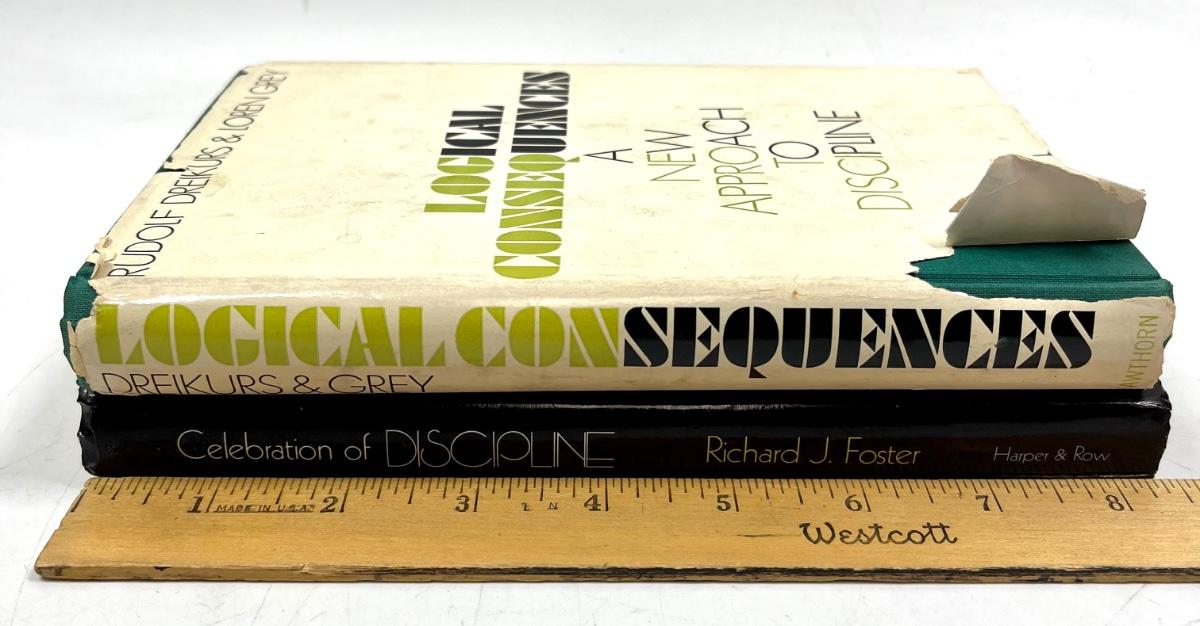 RUDOLF DREIKURS & LOREN GREY
LOGICAL
CONSEQUENCES
A
NEW
APPROACH
TO
DISCIPLINE
LOGICAL CONSEQUENCES
DREIKURS & GREY
AWTHORN
Celebration of DISCIPLINE Richard J. Foster Harper & Row
1 2 3 4 5 6 7 8
MADE IN U.S.A.
Westcott